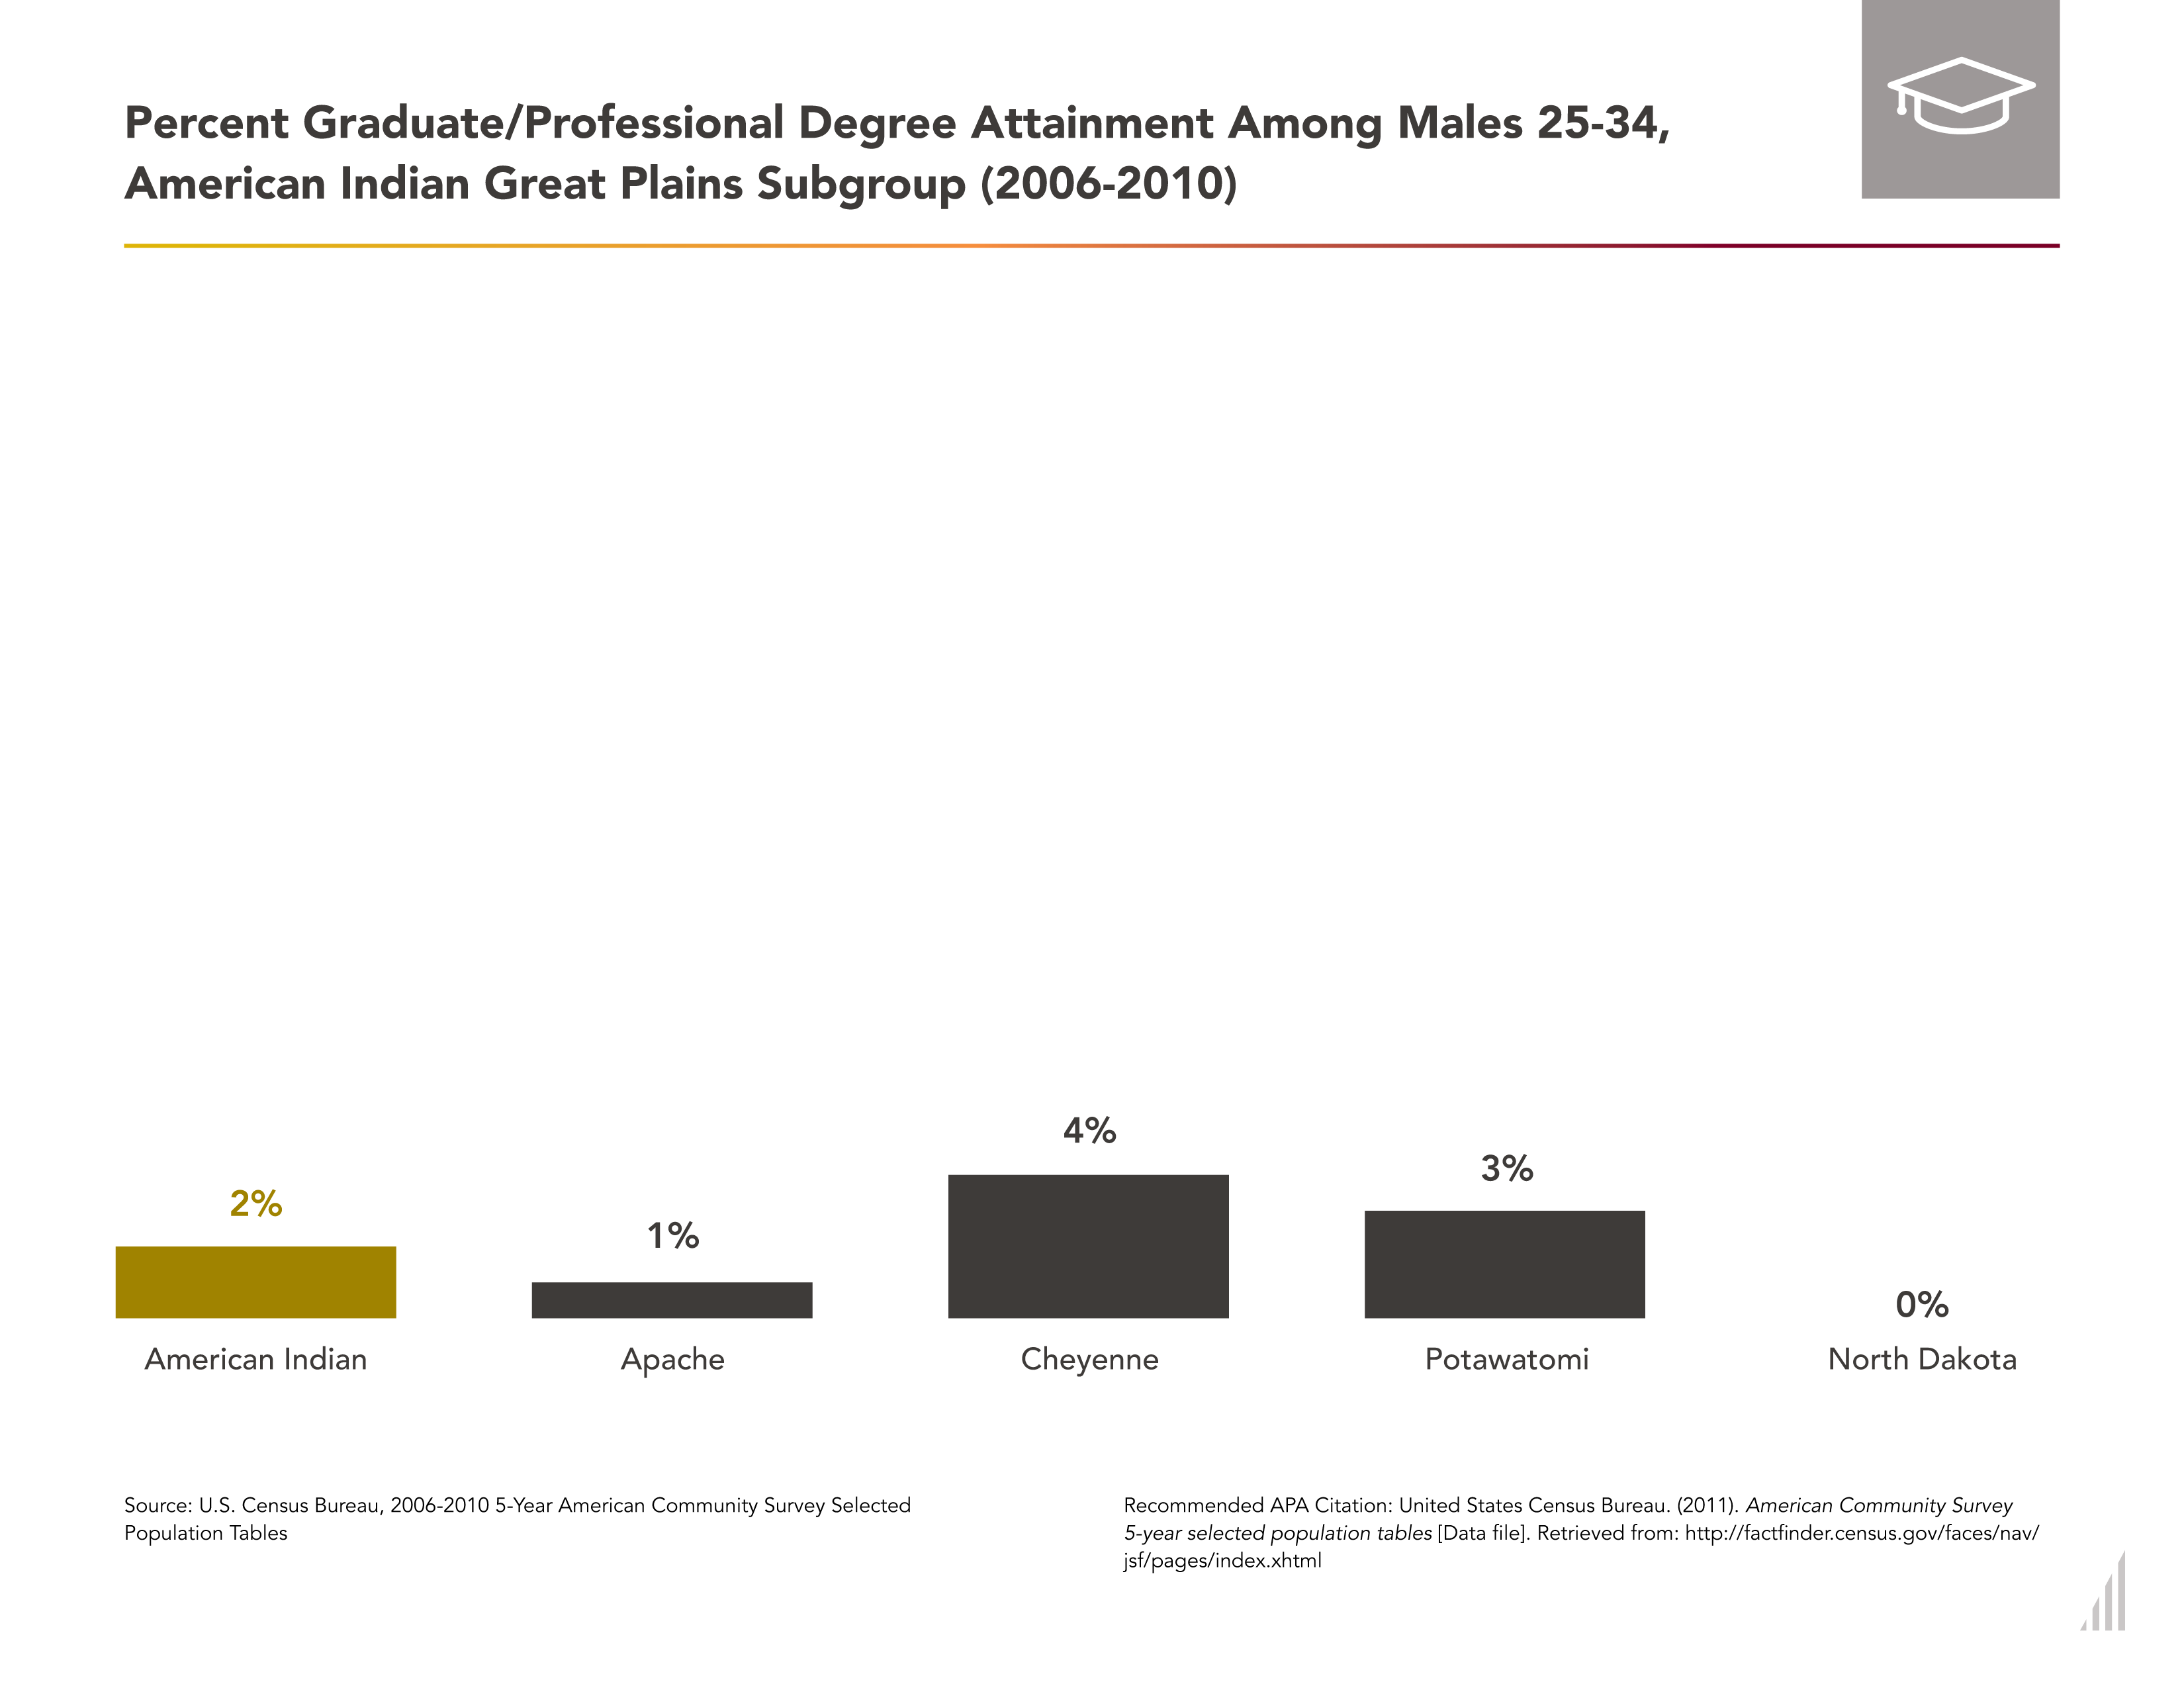 Percent Graduate/Professional Degree Attainment Among Males 25-34,
American Indian Great Plains Subgroup (2006-2010)
2%
1%
4%
3%
0%
American Indian
Apache
Cheyenne
Potawatomi
North Dakota
Source: U.S. Census Bureau, 2006-2010 5-Year American Community Survey Selected
Population Tables
Recommended APA Citation: United States Census Bureau. (2011). American Community Survey
5-year selected population tables [Data file]. Retrieved from: http://factfinder.census.gov/faces/nav/
jsf/pages/index.xhtml